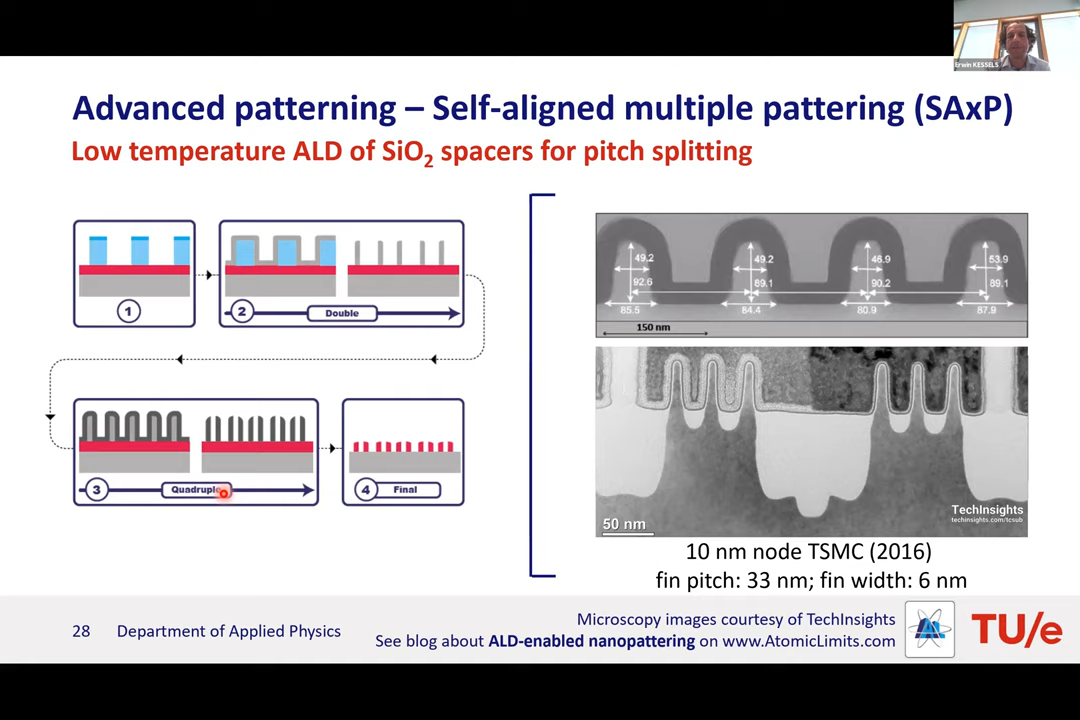 Erwin KESSELS
Advanced patterning – Self-aligned multiple pattering (SAxP)
Low temperature ALD of SiO2 spacers for pitch splitting
1
2
Double
3
Quadruple
4
Final
49.2
49.2
46.9
53.9
92.6
89.1
90.2
89.1
85.5
84.4
80.9
87.9
150 nm
50 nm
TechInsights
techinsights.com/tcsub
10 nm node TSMC (2016)
fin pitch: 33 nm; fin width: 6 nm
28 Department of Applied Physics
Microscopy images courtesy of TechInsights
See blog about ALD-enabled nanopattering on www.AtomicLimits.com
TU/e